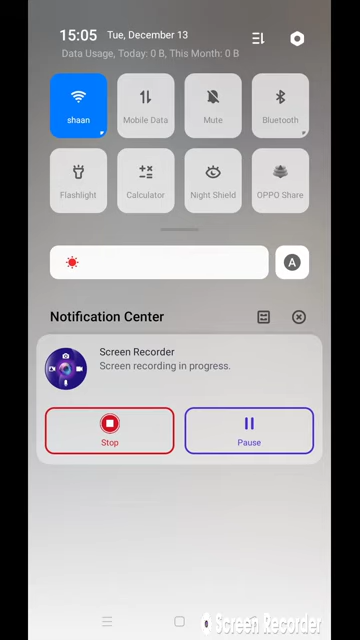 15:05 Tue, December 13
Data Usage, Today: 0 B, This Month: 0 B
shaan
Mobile Data
Mute
Bluetooth
Flashlight
Calculator
Night Shield
OPPO Share
A
Notification Center
Screen Recorder
Screen recording in progress.
Stop
Pause
Screen Recorder